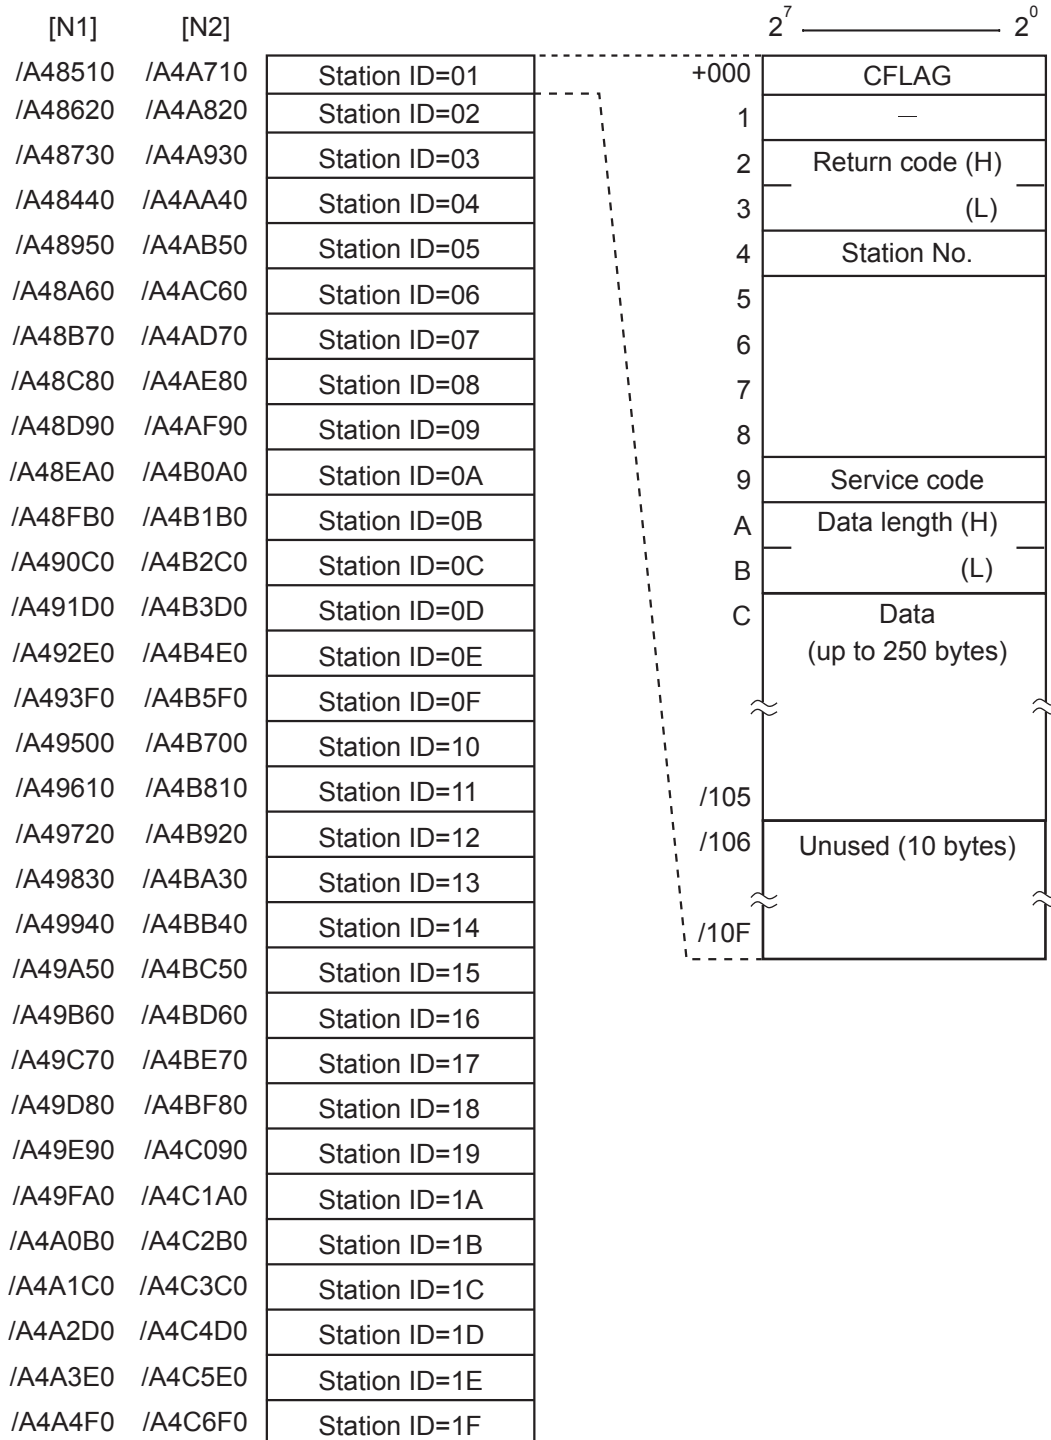 [N1] [N2]
/A48510 /A4A710 Station ID=01
/A48620 /A4A820 Station ID=02
/A48730 /A4A930 Station ID=03
/A48440 /A4AA40 Station ID=04
/A48950 /A4AB50 Station ID=05
/A48A60 /A4AC60 Station ID=06
/A48B70 /A4AD70 Station ID=07
/A48C80 /A4AE80 Station ID=08
/A48D90 /A4AF90 Station ID=09
/A48EA0 /A4B0A0 Station ID=0A
/A48FB0 /A4B1B0 Station ID=0B
/A490C0 /A4B2C0 Station ID=0C
/A491D0 /A4B3D0 Station ID=0D
/A492E0 /A4B4E0 Station ID=0E
/A493F0 /A4B5F0 Station ID=0F
/A49500 /A4B700 Station ID=10
/A49610 /A4B810 Station ID=11
/A49720 /A4B920 Station ID=12
/A49830 /A4BA30 Station ID=13
/A49940 /A4BB40 Station ID=14
/A49A50 /A4BC50 Station ID=15
/A49B60 /A4BD60 Station ID=16
/A49C70 /A4BE70 Station ID=17
/A49D80 /A4BF80 Station ID=18
/A49E90 /A4C090 Station ID=19
/A49FA0 /A4C1A0 Station ID=1A
/A4A0B0 /A4C2B0 Station ID=1B
/A4A1C0 /A4C3C0 Station ID=1C
/A4A2D0 /A4C4D0 Station ID=1D
/A4A3E0 /A4C5E0 Station ID=1E
/A4A4F0 /A4C6F0 Station ID=1F
2⁷ 2⁰
+000 CFLAG
1 —
2 Return code (H)
3 (L)
4 Station No.
5
6
7
8
9 Service code
A Data length (H)
B (L)
C Data
(up to 250 bytes)
/105
/106 Unused (10 bytes)
/10F